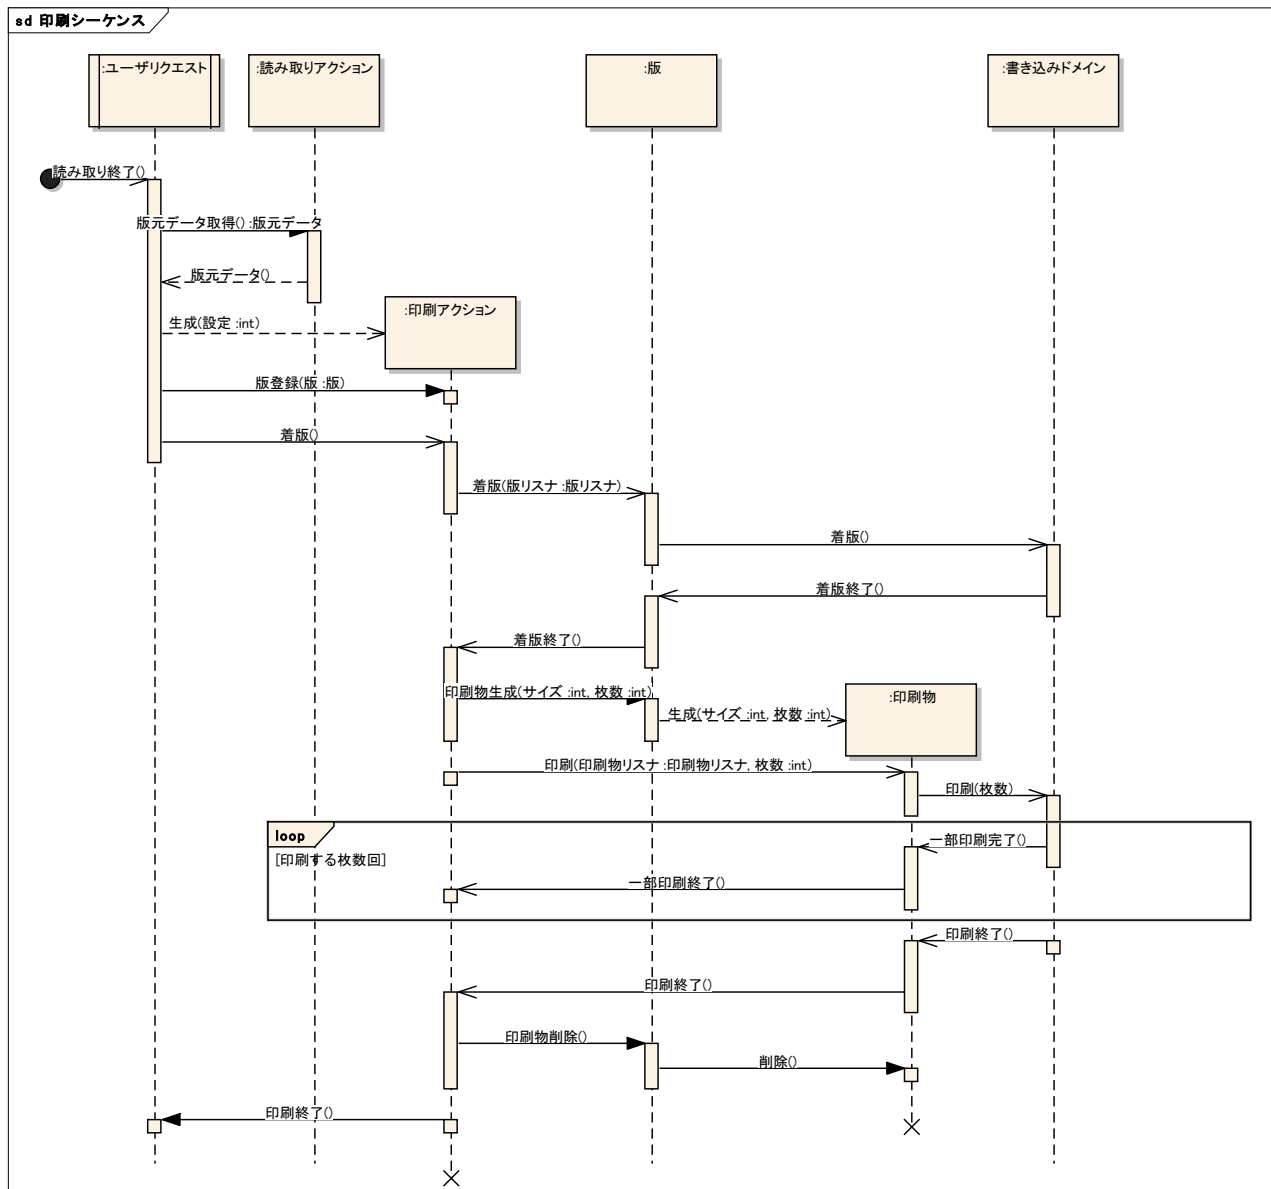 sd 印刷シーケンス
:ユーザリクエスト
:読み取りアクション
:版
:書き込みドメイン
読み取り終了()
版元データ取得() :版元データ
版元データ()
:印刷アクション
生成(設定 :int)
版登録(版 :版)
着版()
着版(版リスナ :版リスナ)
着版()
着版終了()
着版終了()
:印刷物
印刷物生成(サイズ :int, 枚数 :int)
生成(サイズ :int, 枚数 :int)
印刷(印刷物リスナ :印刷物リスナ, 枚数 :int)
印刷(枚数)
loop
一部印刷完了()
[印刷する枚数回]
一部印刷終了()
印刷終了()
印刷終了()
印刷物削除()
削除()
印刷終了()